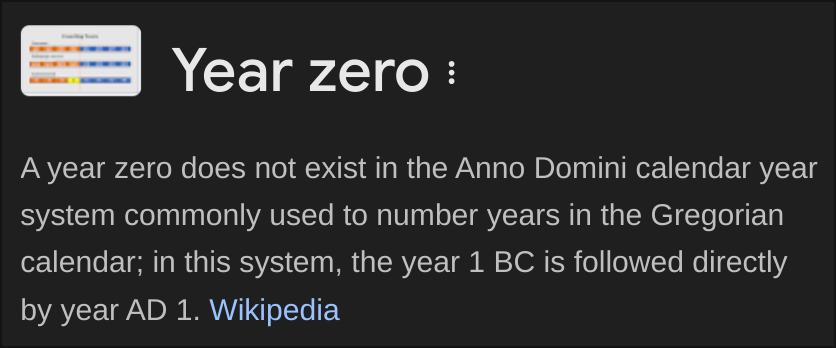 Year zero
A year zero does not exist in the Anno Domini calendar year
system commonly used to number years in the Gregorian
calendar; in this system, the year 1 BC is followed directly
by year AD 1. Wikipedia